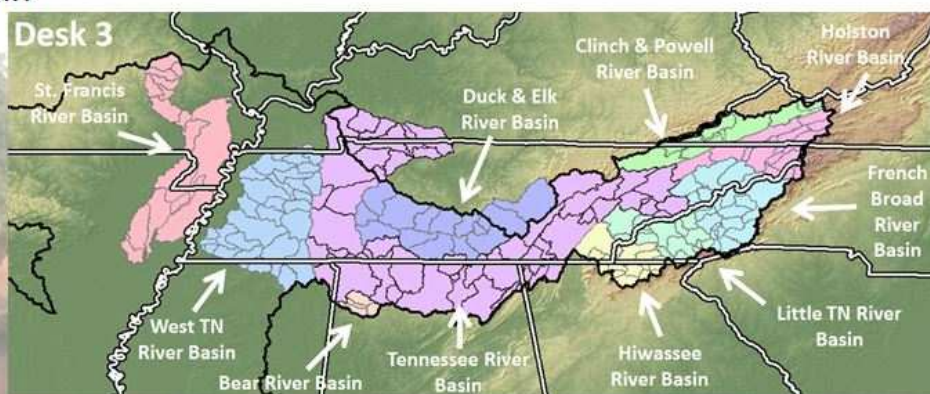 Desk 3
St. Francis
River Basin
Clinch & Powell
River Basin
Holston
River Basin
Duck & Elk
River Basin
French
Broad
River
Basin
West TN
River Basin
Bear River Basin
Tennessee River
Basin
Hiwassee
River Basin
Little TN River
Basin